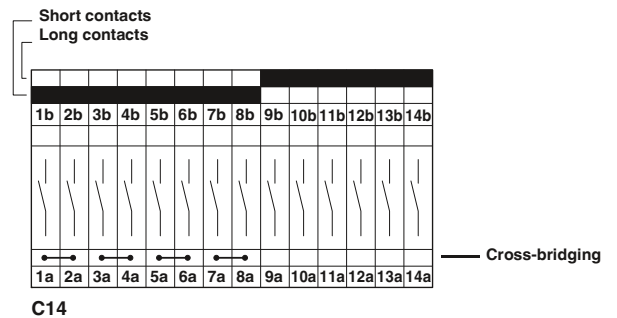 Short contacts
Long contacts
1b 2b 3b 4b 5b 6b 7b 8b 9b 10b 11b 12b 13b 14b
Cross-bridging
1a 2a 3a 4a 5a 6a 7a 8a 9a 10a 11a 12a 13a 14a
C14